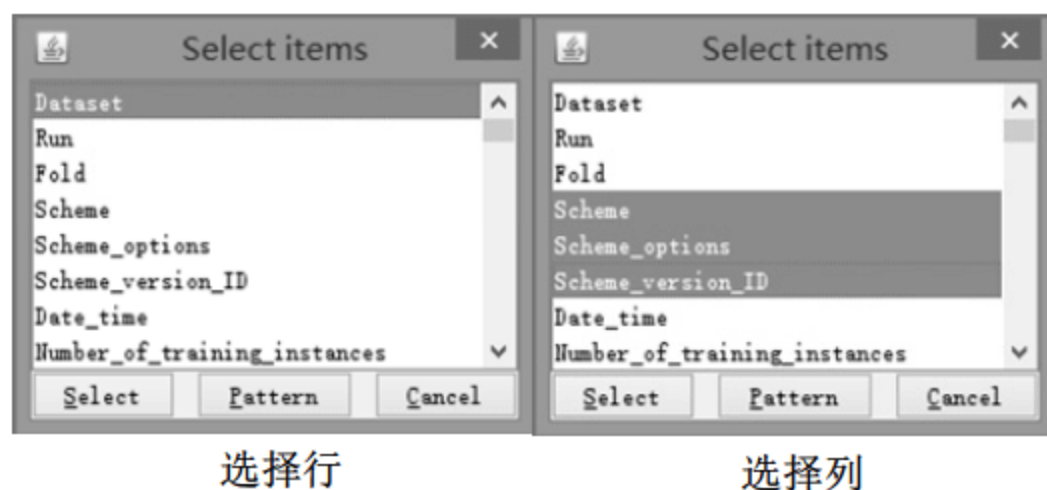 Select items
Dataset
Run
Fold
Scheme
Scheme_options
Scheme_version_ID
Date_time
Number_of_training_instances
Select Pattern Cancel
选择行
Select items
Dataset
Run
Fold
Scheme
Scheme_options
Scheme_version_ID
Date_time
Number_of_training_instances
Select Pattern Cancel
选择列